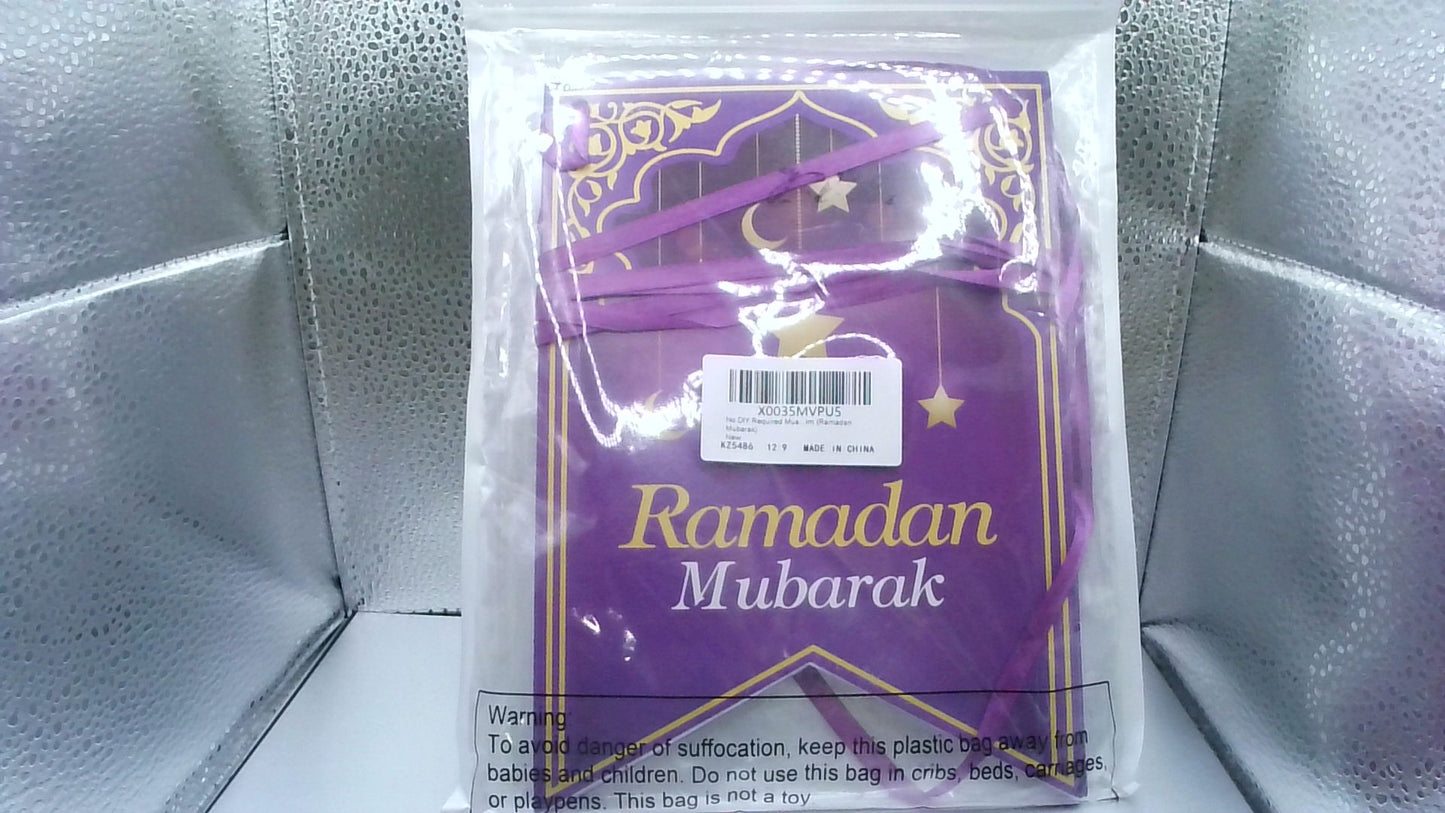 X0035MVPU5
No DIY Required Mus...im (Ramadan
Mubarak)
New
KZ5486 12 9 MADE IN CHINA
Ramadan
Mubarak
Warning:
To avoid danger of suffocation, keep this plastic bag away from
babies and children. Do not use this bag in cribs, beds, carriages,
or playpens. This bag is not a toy